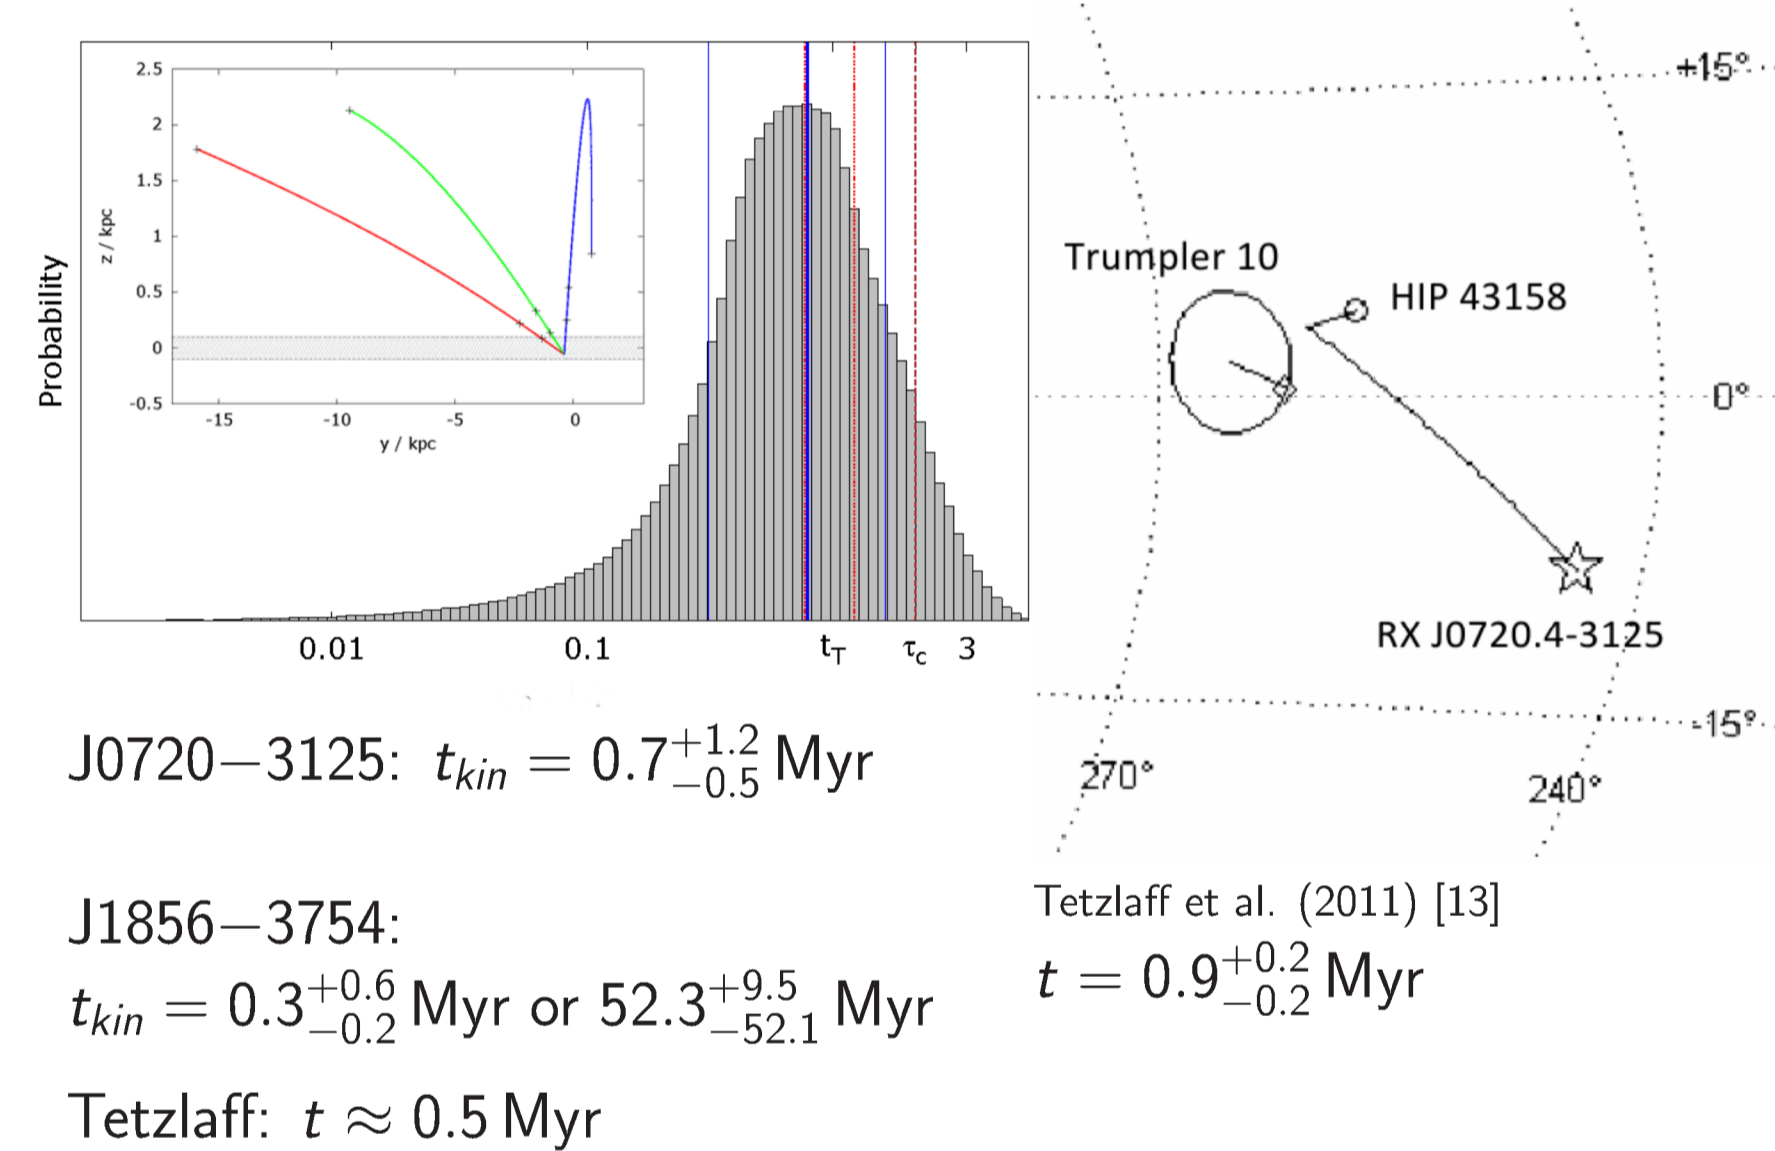 Probability
z / kpc
2.5
2
1.5
1
0.5
0
-0.5
-15
-10
-5
0
y / kpc
0.01
0.1
t_T
τ_c
3
+15°
Trumpler 10
HIP 43158
0°
RX J0720.4-3125
-15°
270°
240°
J0720−3125: t_kin = 0.7^{+1.2}_{−0.5} Myr
J1856−3754:
t_kin = 0.3^{+0.6}_{−0.2} Myr or 52.3^{+9.5}_{−52.1} Myr
Tetzlaff: t ≈ 0.5 Myr
Tetzlaff et al. (2011) [13]
t = 0.9^{+0.2}_{−0.2} Myr